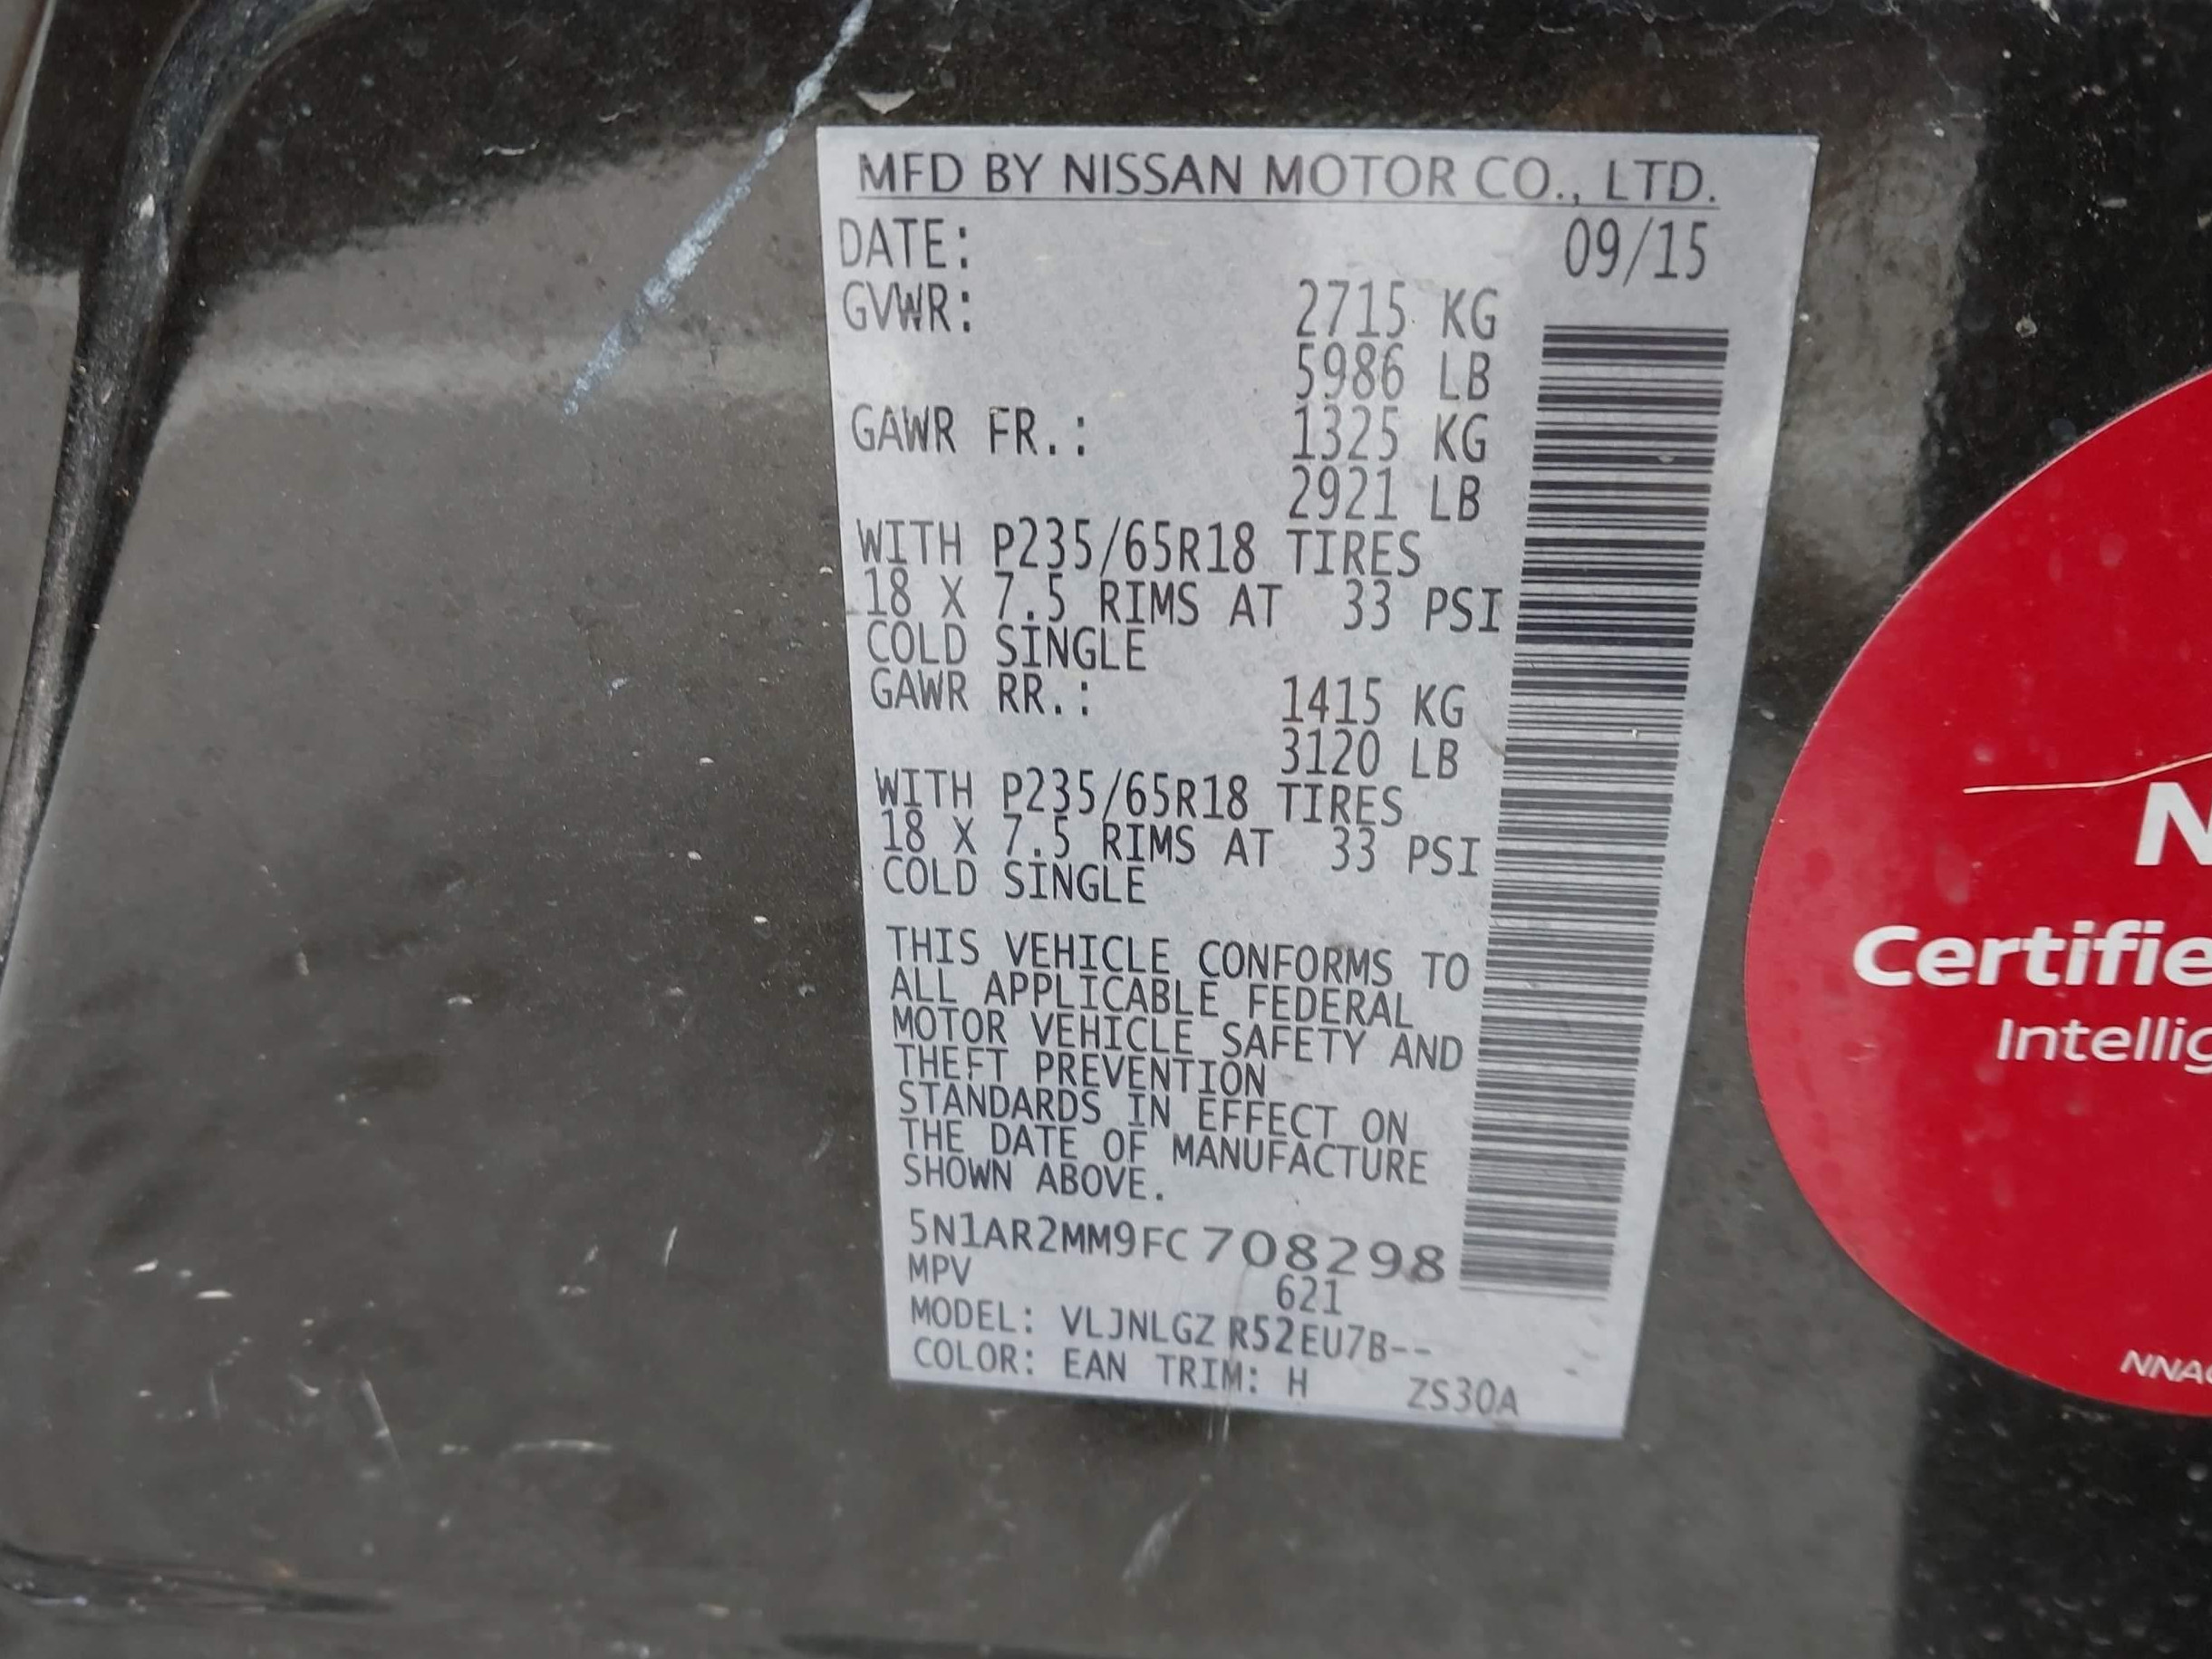 MFD BY NISSAN MOTOR CO., LTD.
DATE: 09/15
GVWR: 2715 KG
5986 LB
GAWR FR.: 1325 KG
2921 LB
WITH P235/65R18 TIRES
18 X 7.5 RIMS AT 33 PSI
COLD SINGLE
GAWR RR.: 1415 KG
3120 LB
WITH P235/65R18 TIRES
18 X 7.5 RIMS AT 33 PSI
COLD SINGLE
THIS VEHICLE CONFORMS TO
ALL APPLICABLE FEDERAL
MOTOR VEHICLE SAFETY AND
THEFT PREVENTION
STANDARDS IN EFFECT ON
THE DATE OF MANUFACTURE
SHOWN ABOVE.
5N1AR2MM9FC708298
MPV 621
MODEL: VLJNLGZ R52EU7B--
COLOR: EAN TRIM: H ZS30A
N
Certifie
Intellig
NNA